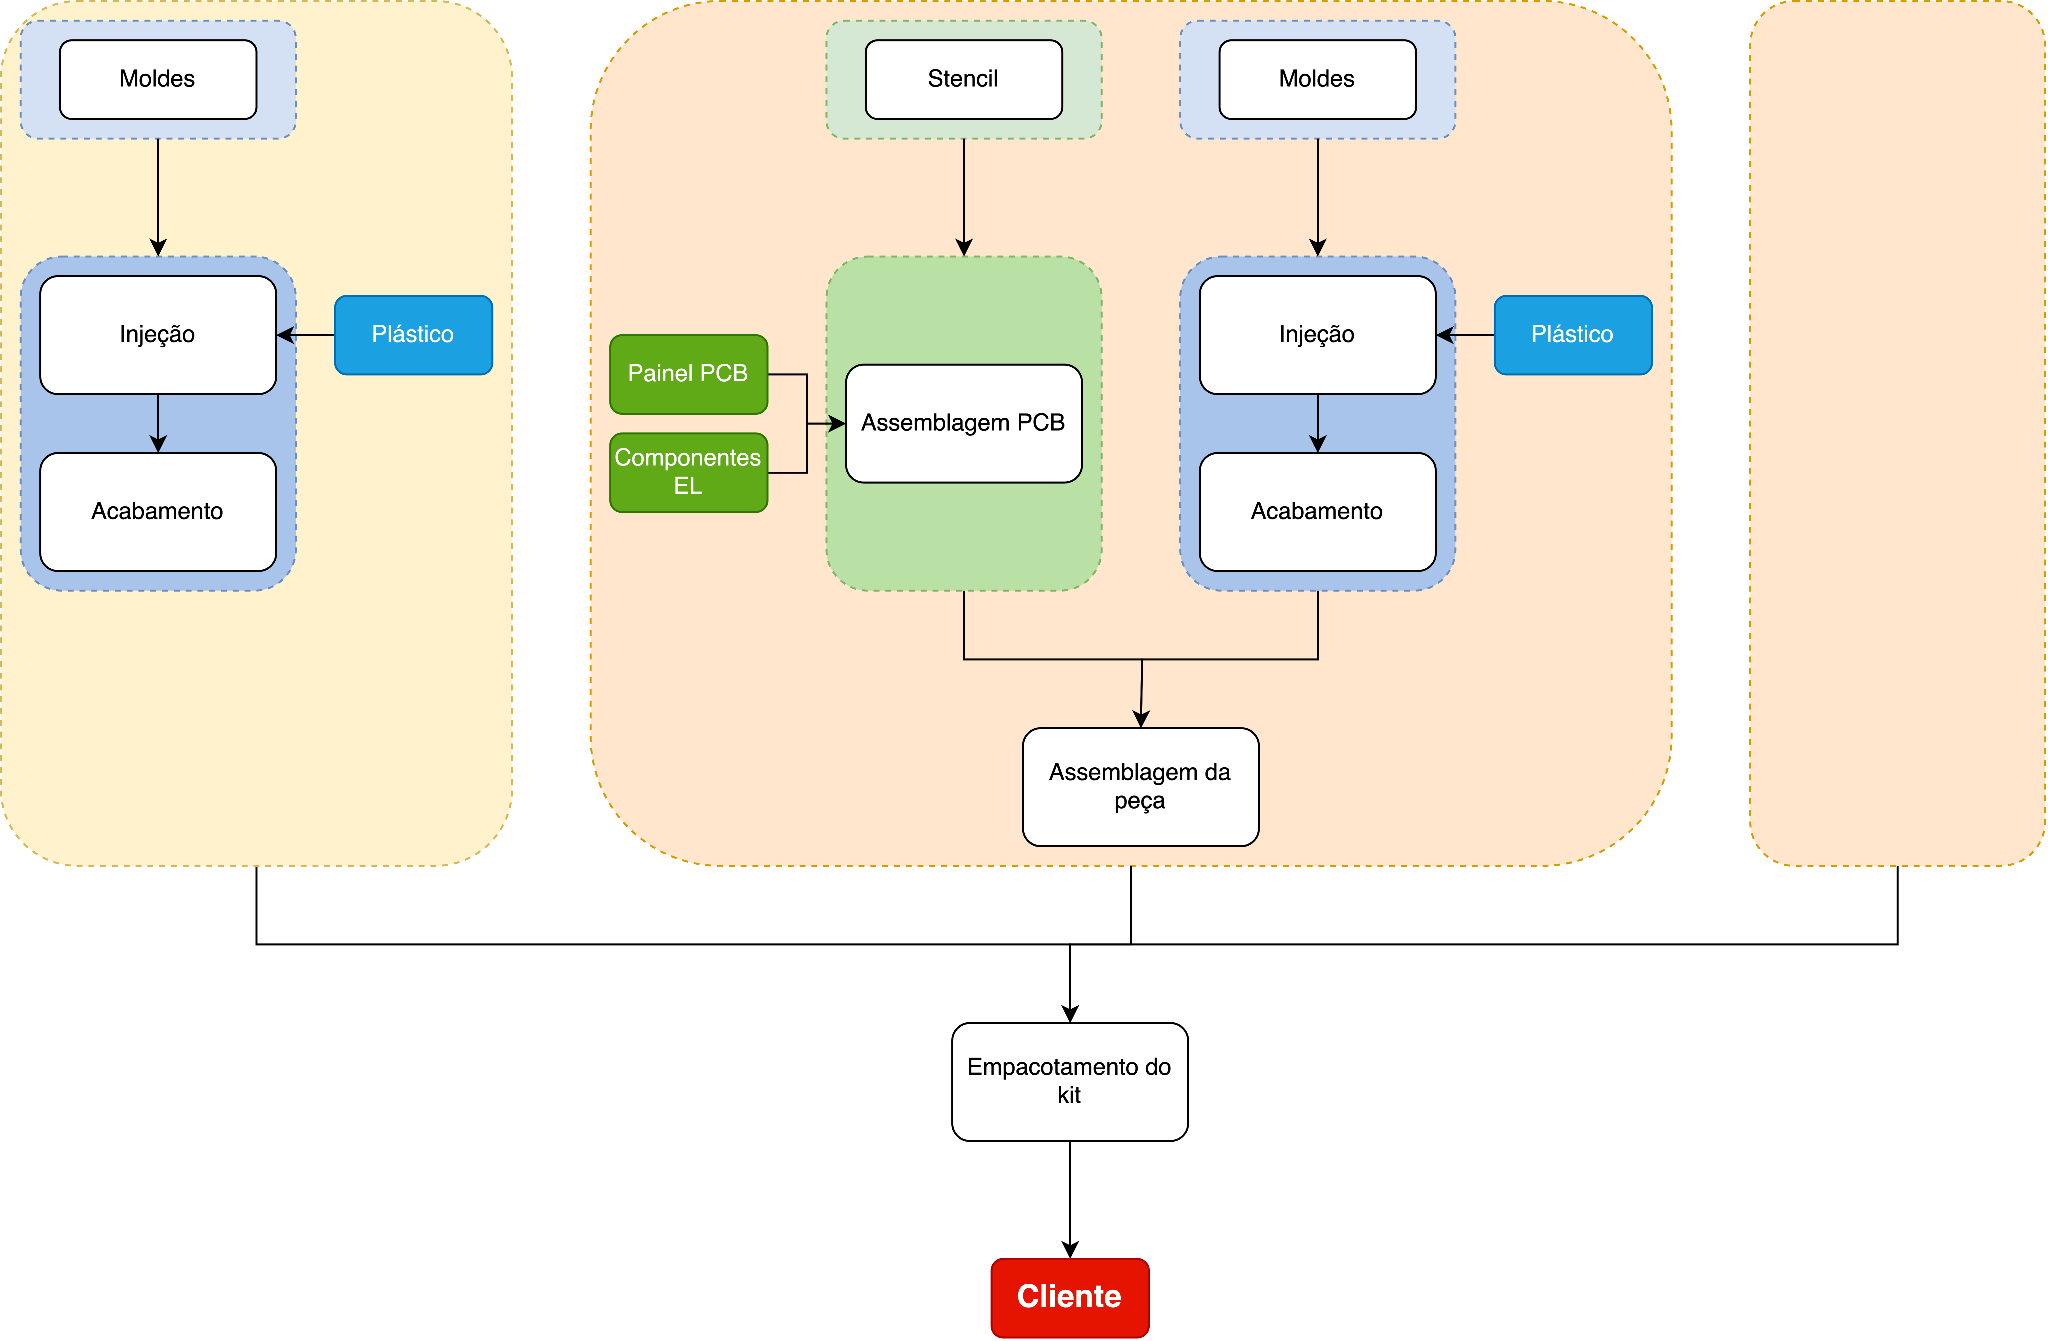 Moldes
Stencil
Moldes
Injeção
Plástico
Painel PCB
Componentes
EL
Assemblagem PCB
Injeção
Plástico
Acabamento
Acabamento
Assemblagem da
peça
Empacotamento do
kit
Cliente